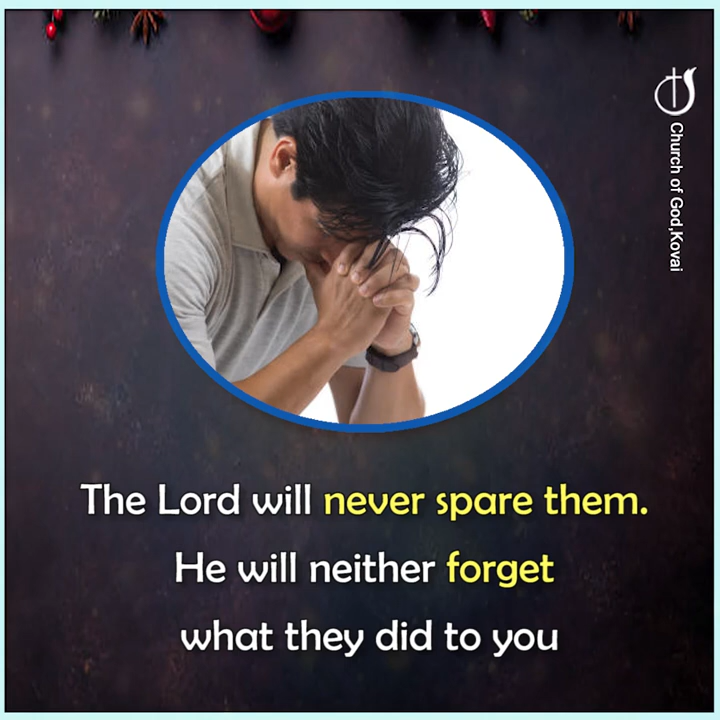 Church of God,Kovai
The Lord will never spare them.
He will neither forget
what they did to you